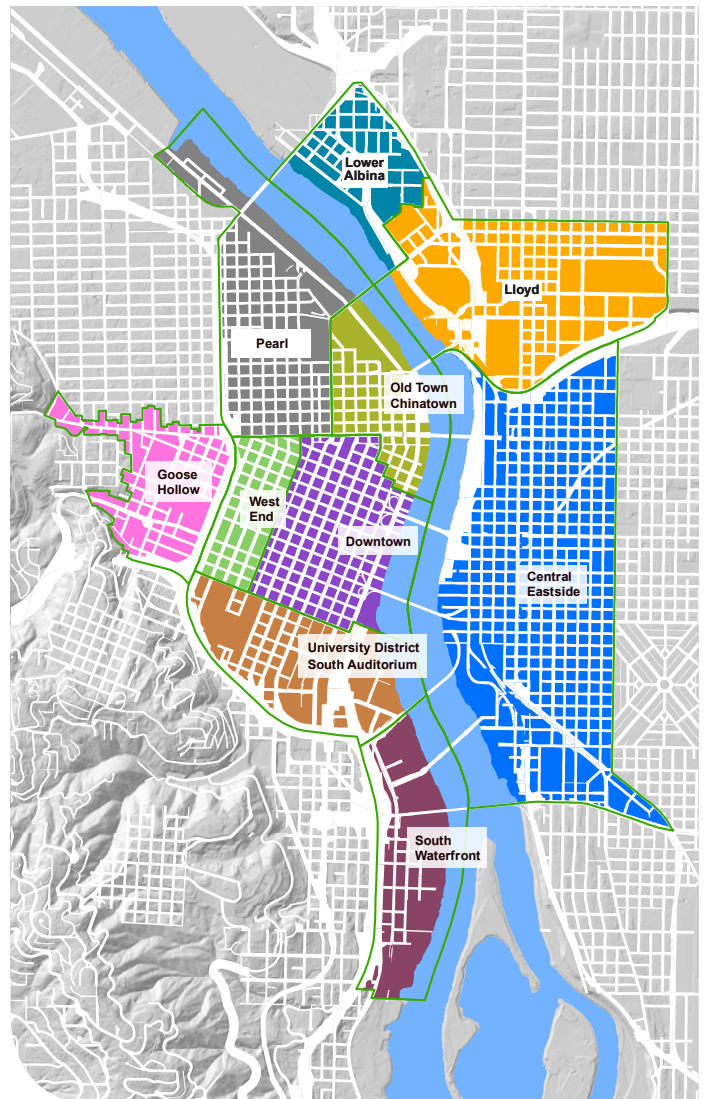 Lower
Albina
Lloyd
Pearl
Old Town
Chinatown
Goose
Hollow
West
End
Downtown
Central
Eastside
University District
South Auditorium
South
Waterfront